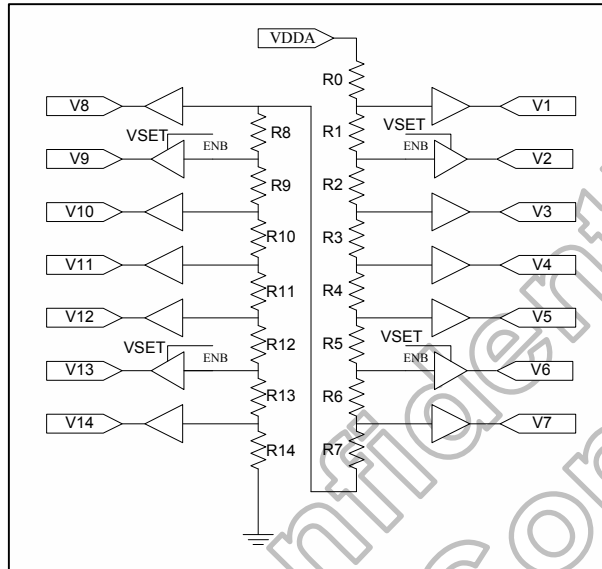 VDDA
R0
V8
V1
R8
R1
VSET
VSET
V9
ENB
ENB
V2
R9
R2
V10
V3
R10
R3
V11
V4
R11
R4
V12
V5
R12
R5
VSET
VSET
V13
ENB
ENB
V6
R13
R6
V14
V7
R14
R7